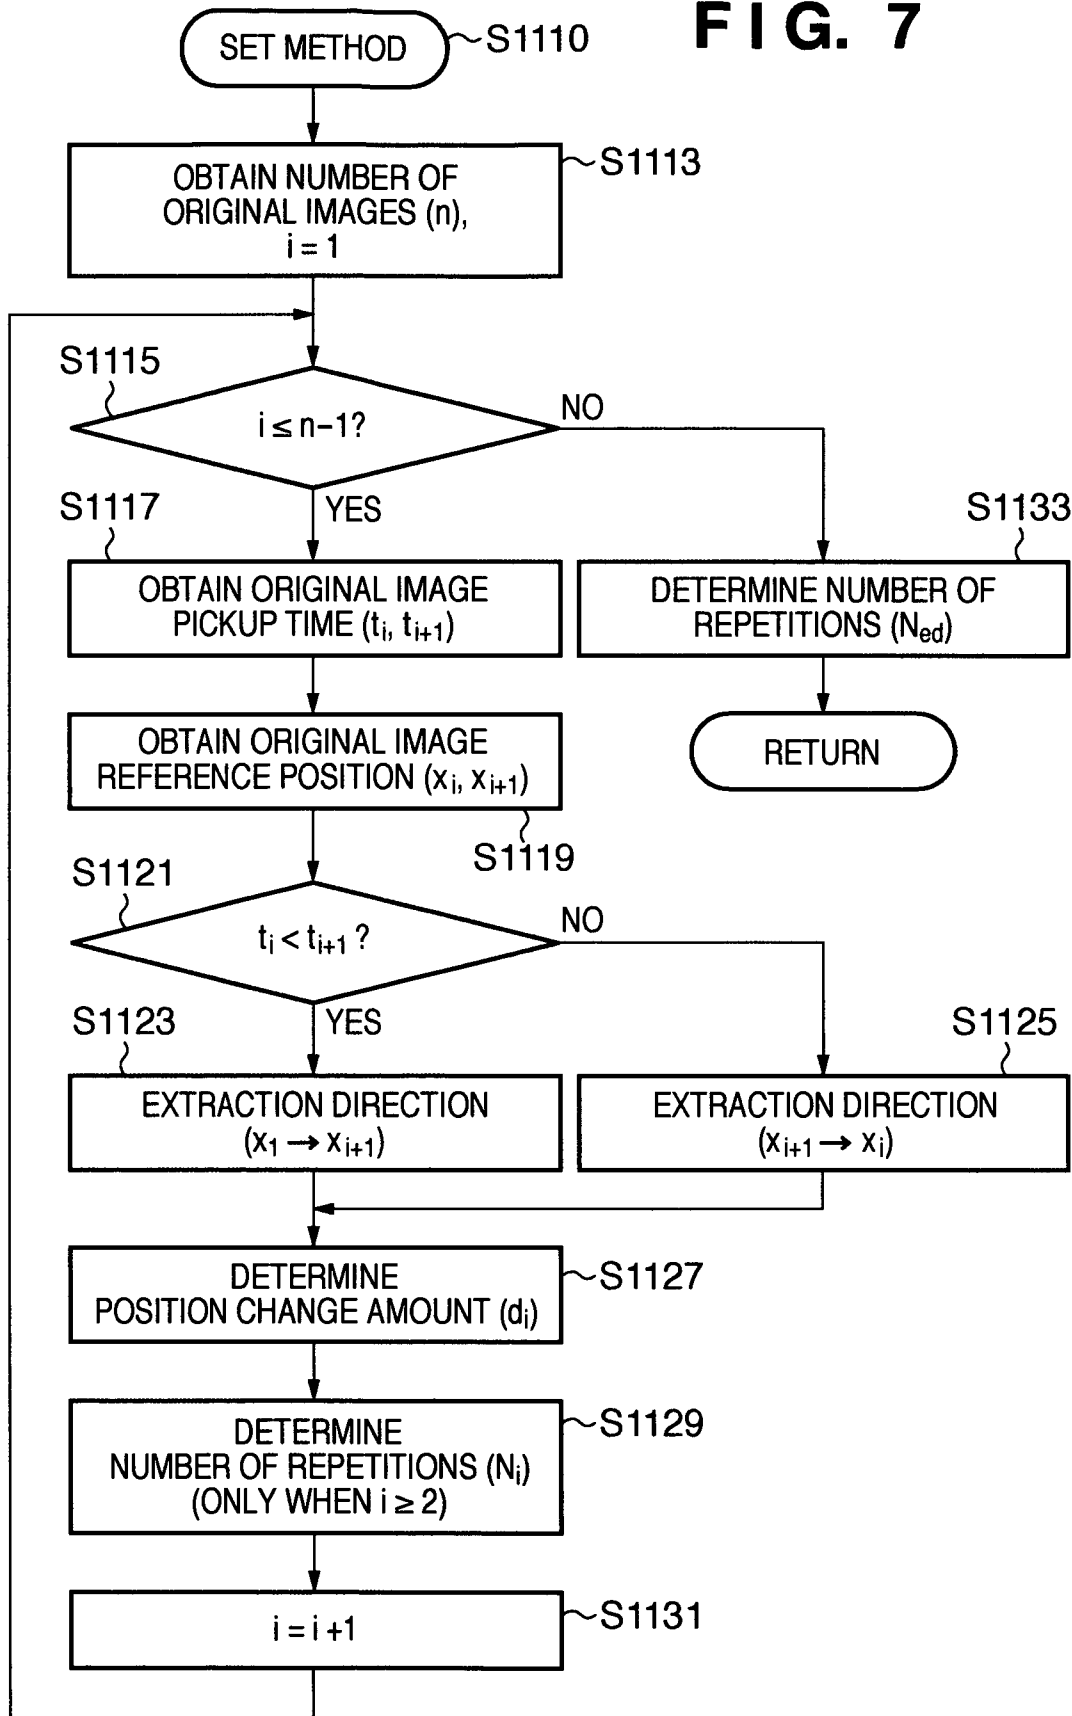 FIG. 7
SET METHOD
S1110
S1113
OBTAIN NUMBER OF
ORIGINAL IMAGES (n),
i = 1
S1115
i ≤ n−1?
NO
YES
S1117
OBTAIN ORIGINAL IMAGE
PICKUP TIME (tᵢ, tᵢ₊₁)
S1133
DETERMINE NUMBER OF
REPETITIONS (Ned)
RETURN
OBTAIN ORIGINAL IMAGE
REFERENCE POSITION (xᵢ, xᵢ₊₁)
S1119
S1121
tᵢ < tᵢ₊₁ ?
NO
YES
S1123
EXTRACTION DIRECTION
(x₁ → xᵢ₊₁)
S1125
EXTRACTION DIRECTION
(xᵢ₊₁ → xᵢ)
DETERMINE
POSITION CHANGE AMOUNT (dᵢ)
S1127
DETERMINE
NUMBER OF REPETITIONS (Nᵢ)
(ONLY WHEN i ≥ 2)
S1129
i = i +1
S1131